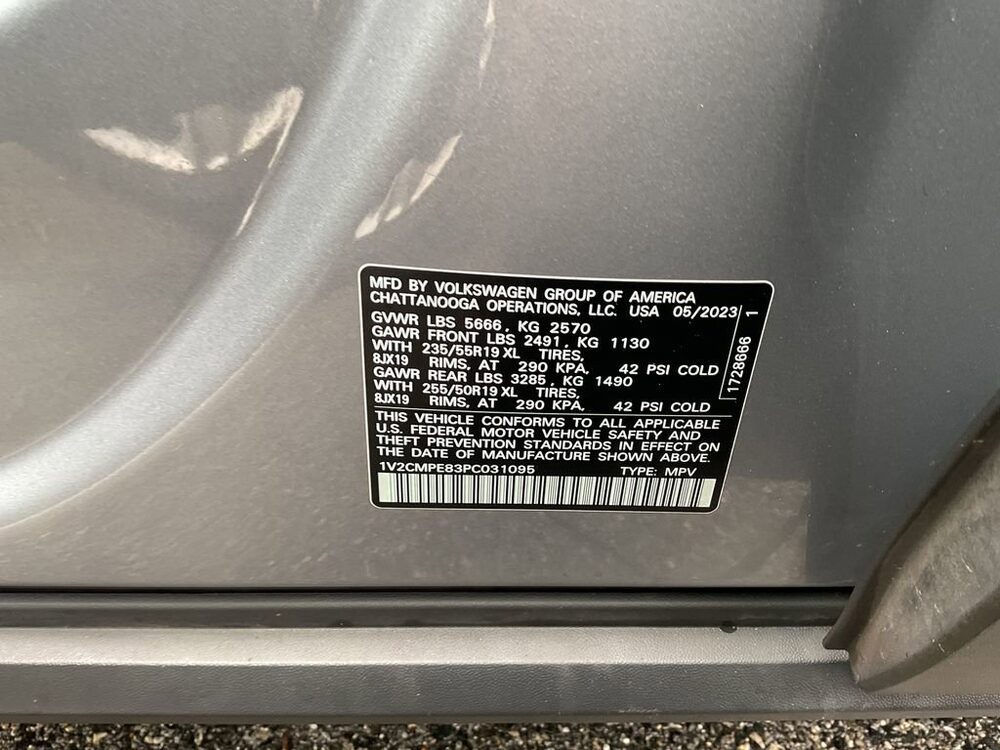 MFD BY VOLKSWAGEN GROUP OF AMERICA
CHATTANOOGA OPERATIONS, LLC. USA 05/2023
GVWR LBS 5666, KG 2570
GAWR FRONT LBS 2491, KG 1130
WITH 235/55R19 XL TIRES,
8JX19 RIMS, AT 290 KPA, 42 PSI COLD
GAWR REAR LBS 3285, KG 1490
WITH 255/50R19 XL TIRES,
8JX19 RIMS, AT 290 KPA, 42 PSI COLD
THIS VEHICLE CONFORMS TO ALL APPLICABLE
U.S. FEDERAL MOTOR VEHICLE SAFETY AND
THEFT PREVENTION STANDARDS IN EFFECT ON
THE DATE OF MANUFACTURE SHOWN ABOVE.
1V2CMPE83PC031095 TYPE: MPV
1728666 1